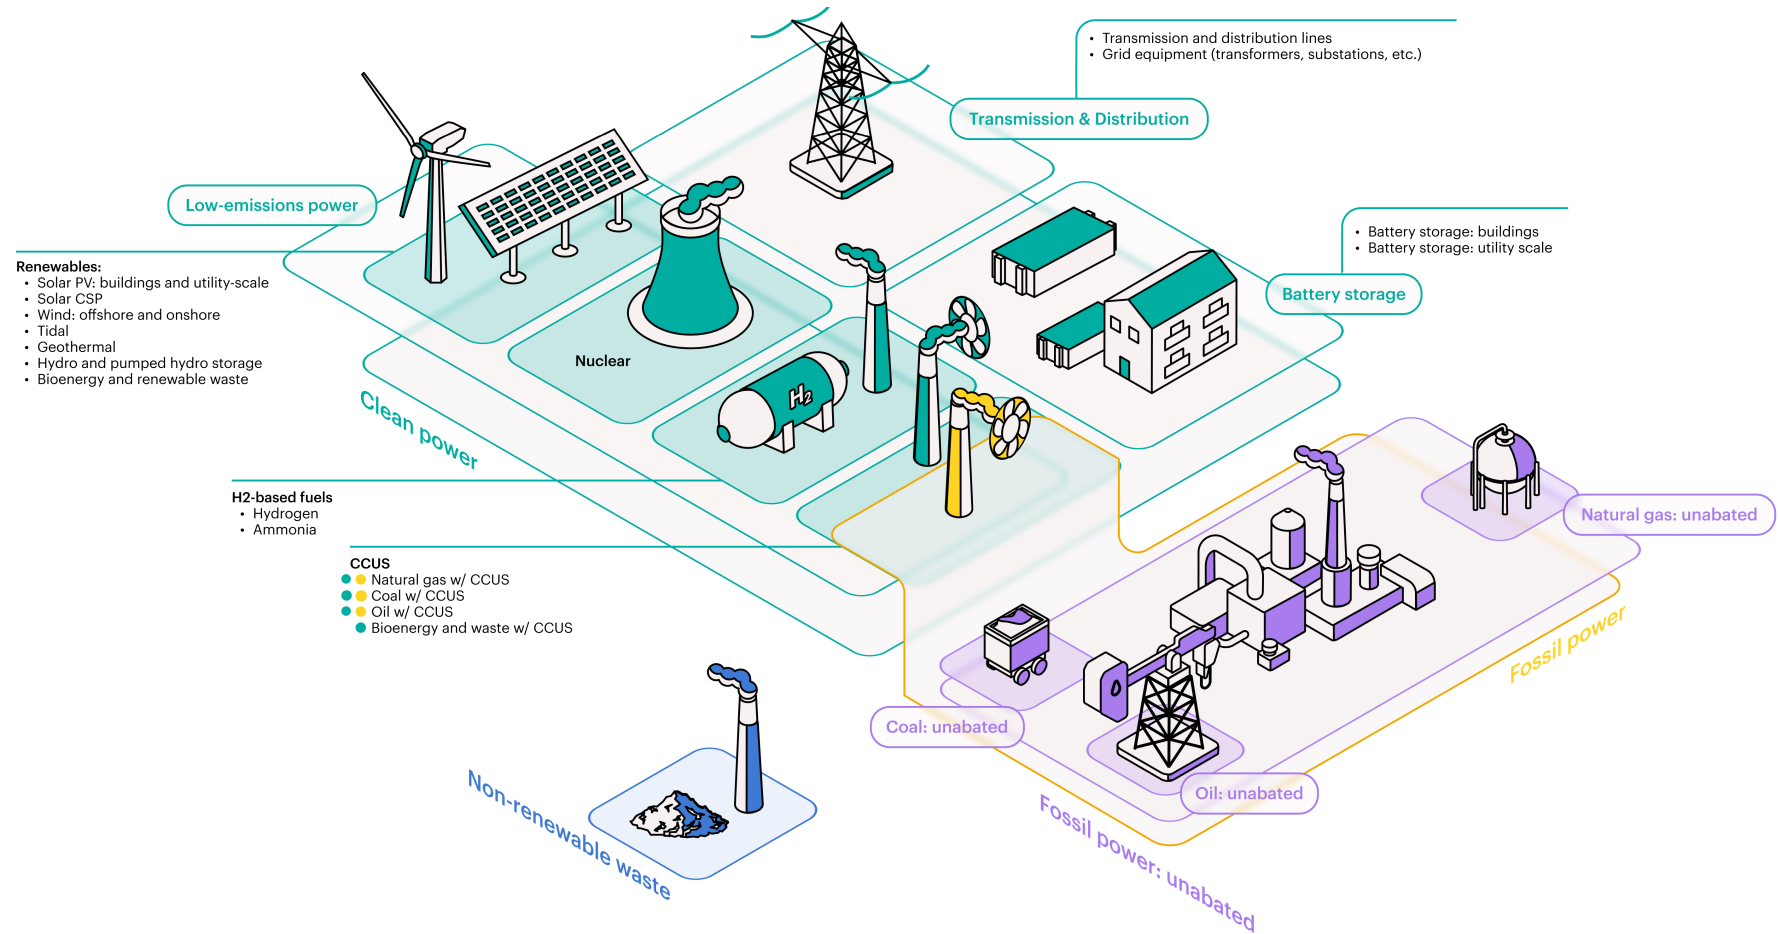 • Transmission and distribution lines
• Grid equipment (transformers, substations, etc.)
Transmission & Distribution
Low-emissions power
• Battery storage: buildings
• Battery storage: utility scale
Battery storage
Renewables:
• Solar PV: buildings and utility-scale
• Solar CSP
• Wind: offshore and onshore
• Tidal
• Geothermal
• Hydro and pumped hydro storage
• Bioenergy and renewable waste
Nuclear
H2
Clean power
H2-based fuels
• Hydrogen
• Ammonia
CCUS
Natural gas w/ CCUS
Coal w/ CCUS
Oil w/ CCUS
Bioenergy and waste w/ CCUS
Natural gas: unabated
Fossil power
Coal: unabated
Oil: unabated
Fossil power: unabated
Non-renewable waste